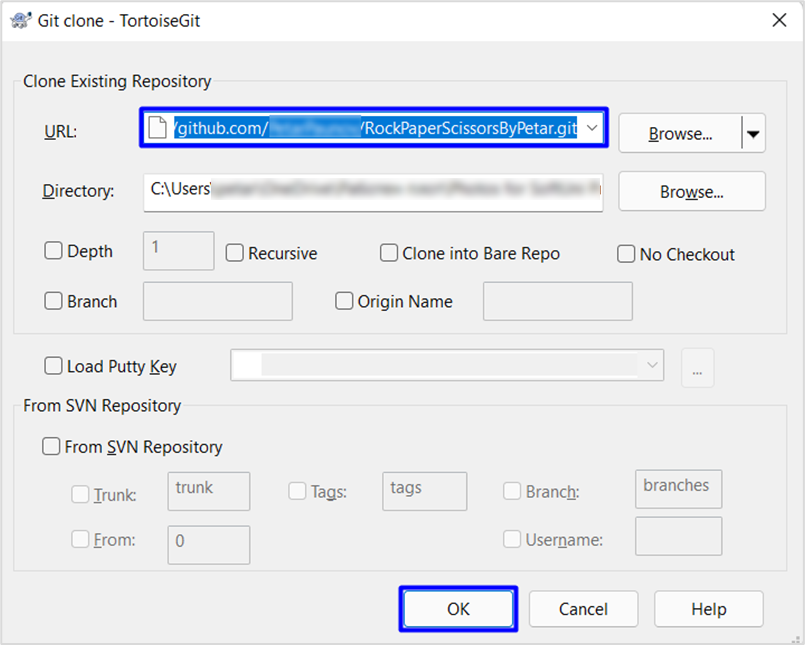 Git clone - TortoiseGit
Clone Existing Repository
URL: /github.com/ /RockPaperScissorsByPetar.git Browse...
Directory: C:\Users\ Browse...
Depth 1 Recursive Clone into Bare Repo No Checkout
Branch Origin Name
Load Putty Key ...
From SVN Repository
From SVN Repository
Trunk: trunk Tags: tags Branch: branches
From: 0 Username:
OK Cancel Help